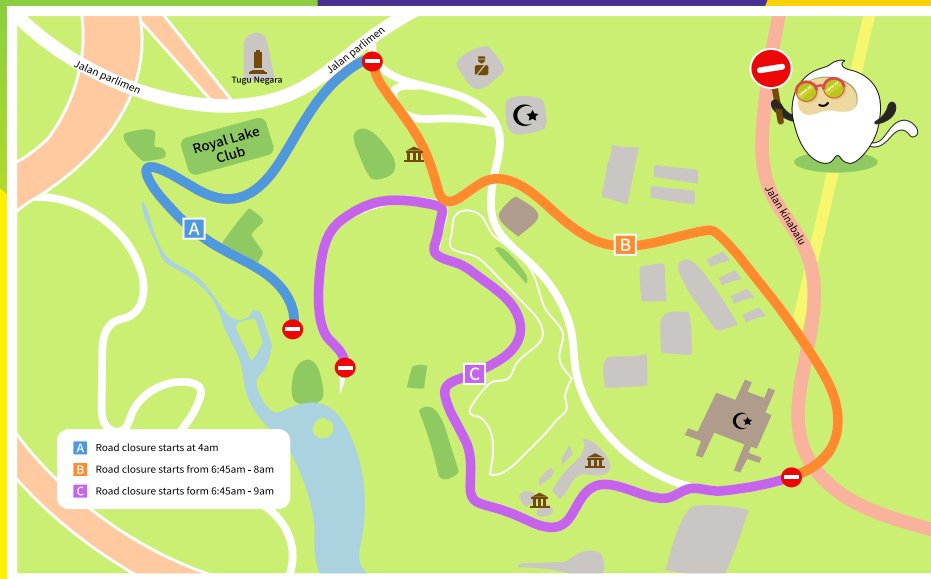 Jalan parlimen
Jalan parlimen
Tugu Negara
Royal Lake
Club
A
B
Jalan kinabalu
C
A Road closure starts at 4am
B Road closure starts from 6:45am - 8am
C Road closure starts form 6:45am - 9am